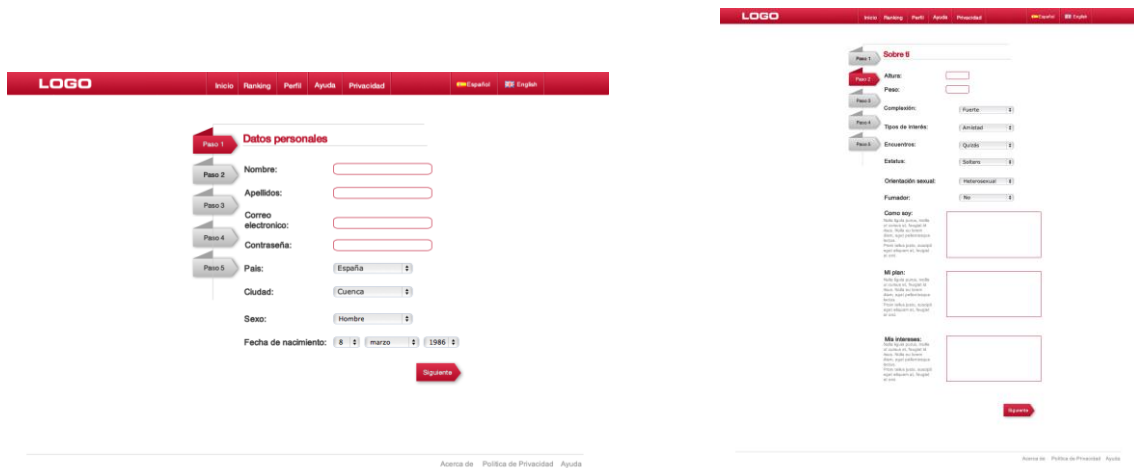 LOGO
Inicio Ranking Perfil Ayuda Privacidad
Español English
Datos personales
Paso 1
Paso 2
Paso 3
Paso 4
Paso 5
Nombre:
Apellidos:
Correo
electronico:
Contraseña:
Pais:
España
Ciudad:
Cuenca
Sexo:
Hombre
Fecha de nacimiento: 8 marzo 1986
Siguiente
Acerca de Política de Privacidad Ayuda
LOGO
Inicio Ranking Perfil Ayuda Privacidad
Español English
Sobre ti
Paso 1
Paso 2
Paso 3
Paso 4
Paso 5
Altura:
Peso:
Complexión:
Fuerte
Tipos de interés:
Amistad
Encuentros:
Quizás
Estatus:
Soltero
Orientación sexual:
Heterosexual
Fumador:
No
Como soy:
Mi plan:
Mis intereses:
Siguiente
Acerca de Política de Privacidad Ayuda